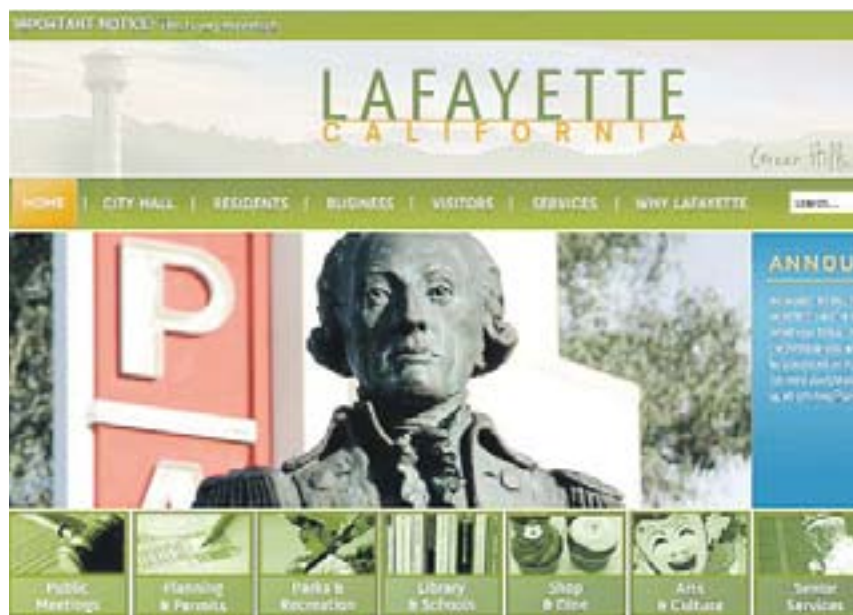 IMPORTANT NOTICE!
LAFAYETTE
CALIFORNIA
HOME | CITY HALL | RESIDENTS | BUSINESS | VISITORS | SERVICES | WHY LAFAYETTE
search...
P
A
ANNOU
Public
Meetings
Planning
& Permits
Parks &
Recreation
Library
& Schools
Shop
& Dine
Arts
& Culture
Senior
Services